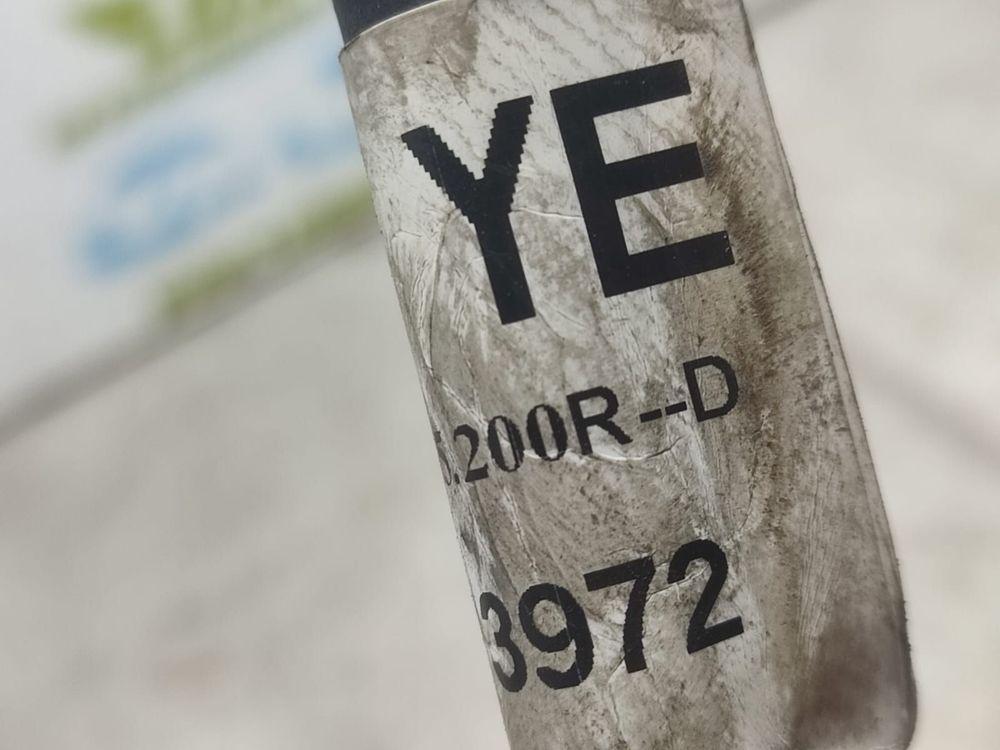 YE
.200R--D
3972